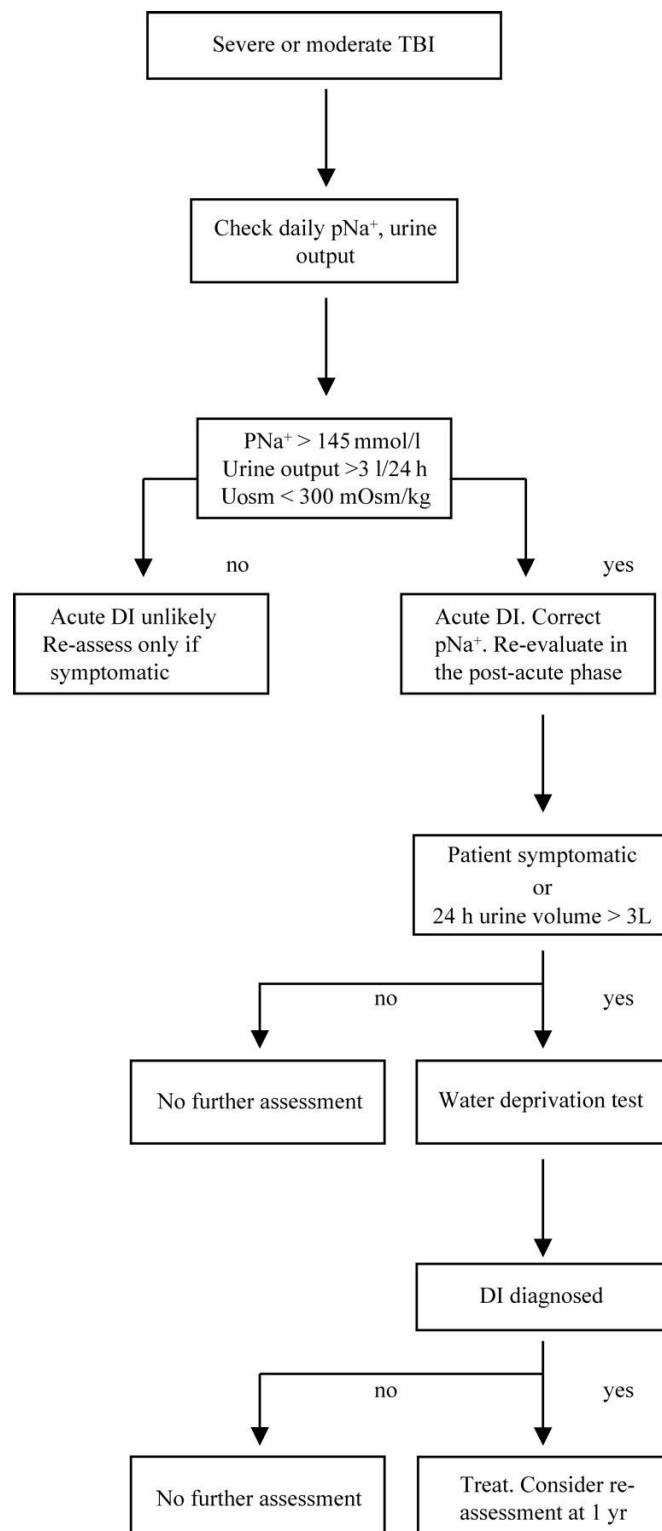 Severe or moderate TBI
Check daily pNa⁺, urine
output
PNa⁺ > 145 mmol/l
Urine output >3 l/24 h
Uosm < 300 mOsm/kg
no
yes
Acute DI unlikely
Re-assess only if
symptomatic
Acute DI. Correct
pNa⁺. Re-evaluate in
the post-acute phase
Patient symptomatic
or
24 h urine volume > 3L
no
yes
No further assessment
Water deprivation test
DI diagnosed
no
yes
No further assessment
Treat. Consider re-
assessment at 1 yr